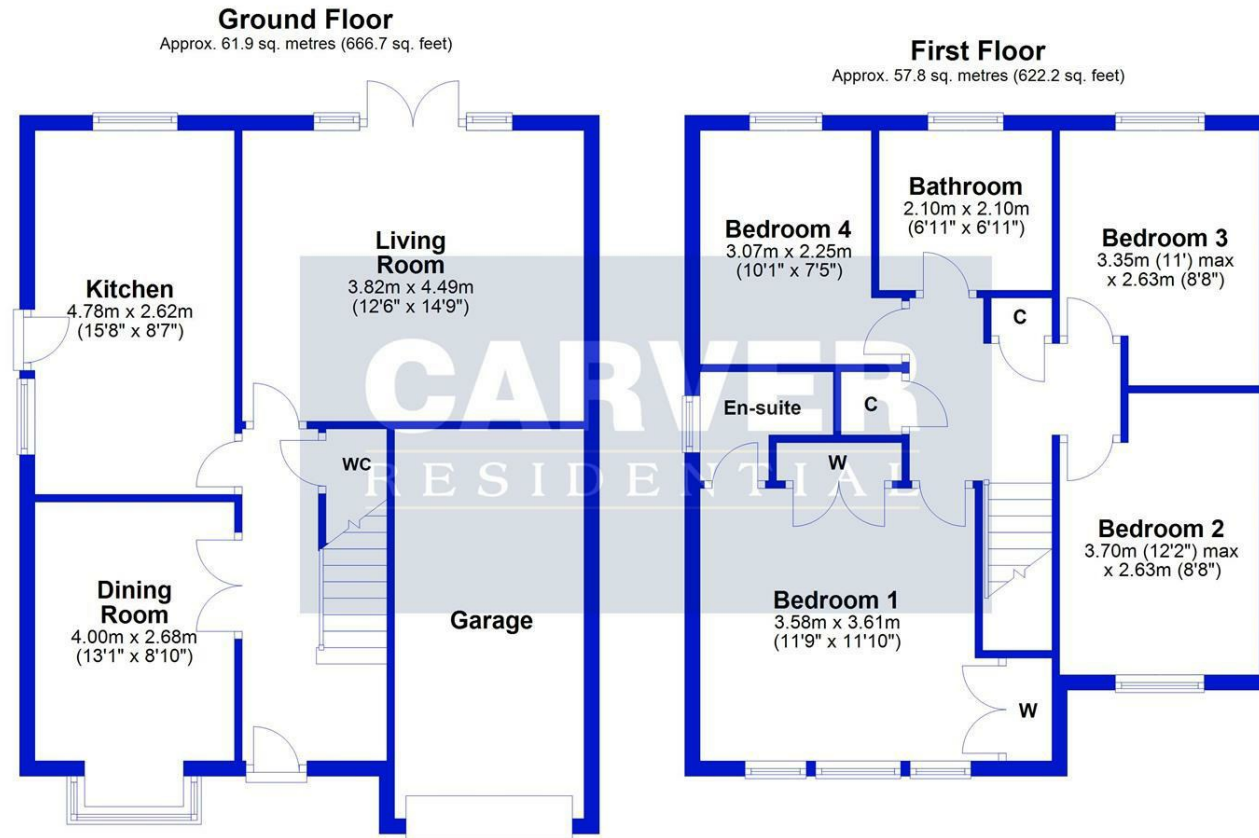 Ground Floor
Approx. 61.9 sq. metres (666.7 sq. feet)
Kitchen
4.78m x 2.62m
(15'8" x 8'7")
Living
Room
3.82m x 4.49m
(12'6" x 14'9")
WC
Dining
Room
4.00m x 2.68m
(13'1" x 8'10")
Garage
First Floor
Approx. 57.8 sq. metres (622.2 sq. feet)
Bedroom 4
3.07m x 2.25m
(10'1" x 7'5")
Bathroom
2.10m x 2.10m
(6'11" x 6'11")
Bedroom 3
3.35m (11') max
x 2.63m (8'8")
C
En-suite
C
W
Bedroom 2
3.70m (12'2") max
x 2.63m (8'8")
Bedroom 1
3.58m x 3.61m
(11'9" x 11'10")
W
CARVER
RESIDENTIAL